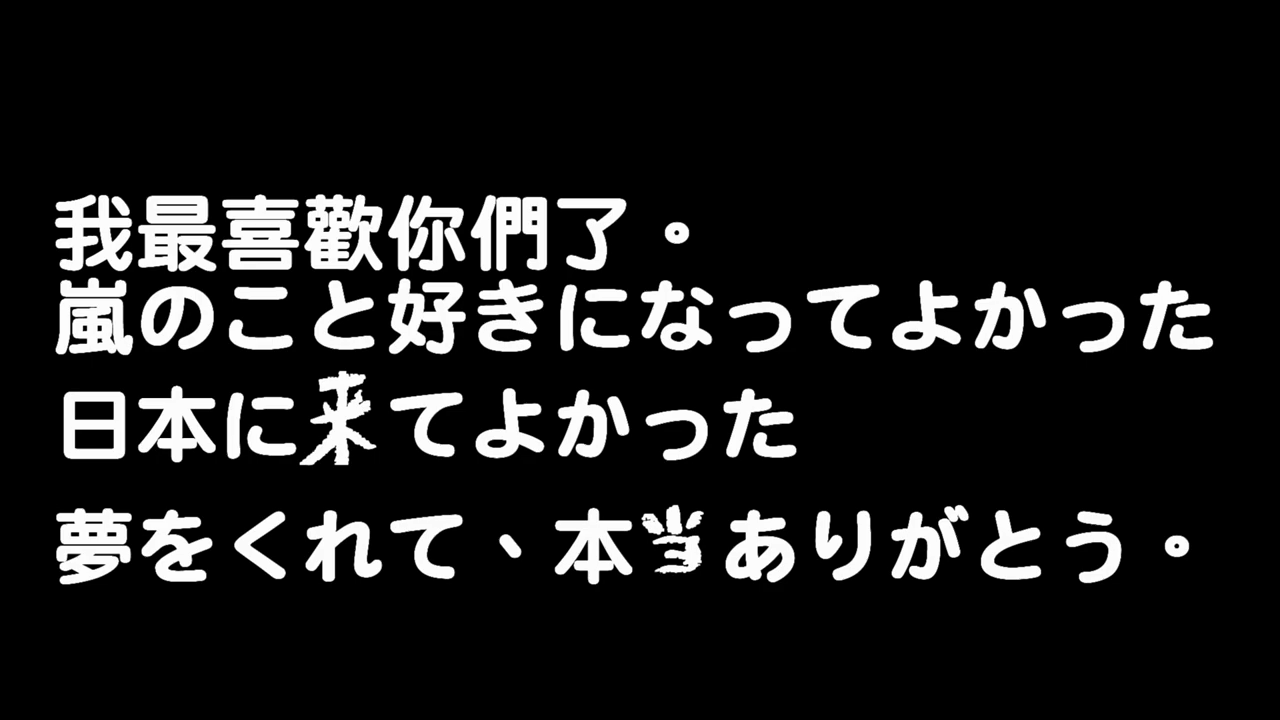 我最喜歡你們了。
嵐のこと好きになってよかった
日本に来てよかった
夢をくれて、本当ありがとう。